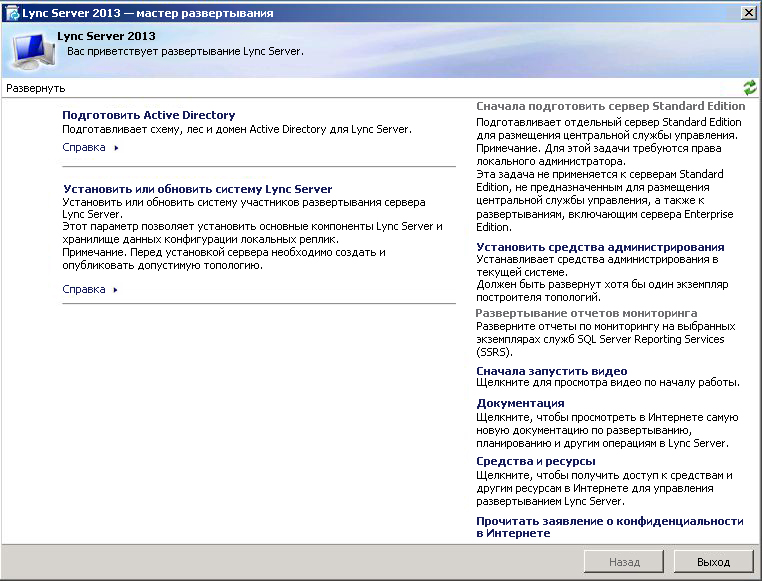 Lync Server 2013 — мастер развертывания
Lync Server 2013
Вас приветствует развертывание Lync Server.
Развернуть
Подготовить Active Directory
Подготавливает схему, лес и домен Active Directory для Lync Server.
Справка
Установить или обновить систему Lync Server
Установить или обновить систему участников развертывания сервера
Lync Server.
Этот параметр позволяет установить основные компоненты Lync Server и
хранилище данных конфигурации локальных реплик.
Примечание. Перед установкой сервера необходимо создать и
опубликовать допустимую топологию.
Справка
Сначала подготовить сервер Standard Edition
Подготавливает отдельный сервер Standard Edition
для размещения центральной службы управления.
Примечание. Для этой задачи требуются права
локального администратора.
Эта задача не применяется к серверам Standard
Edition, не предназначенным для размещения
центральной службы управления, а также к
развертываниям, включающим сервера Enterprise
Edition.
Установить средства администрирования
Устанавливает средства администрирования в
текущей системе.
Должен быть развернут хотя бы один экземпляр
построителя топологий.
Развертывание отчетов мониторинга
Разверните отчеты по мониторингу на выбранных
экземплярах служб SQL Server Reporting Services
(SSRS).
Сначала запустить видео
Щелкните для просмотра видео по началу работы.
Документация
Щелкните, чтобы просмотреть в Интернете самую
новую документацию по развертыванию,
планированию и другим операциям в Lync Server.
Средства и ресурсы
Щелкните, чтобы получить доступ к средствам и
другим ресурсам в Интернете для управления
развертыванием Lync Server.
Прочитать заявление о конфиденциальности
в Интернете
Назад
Выход